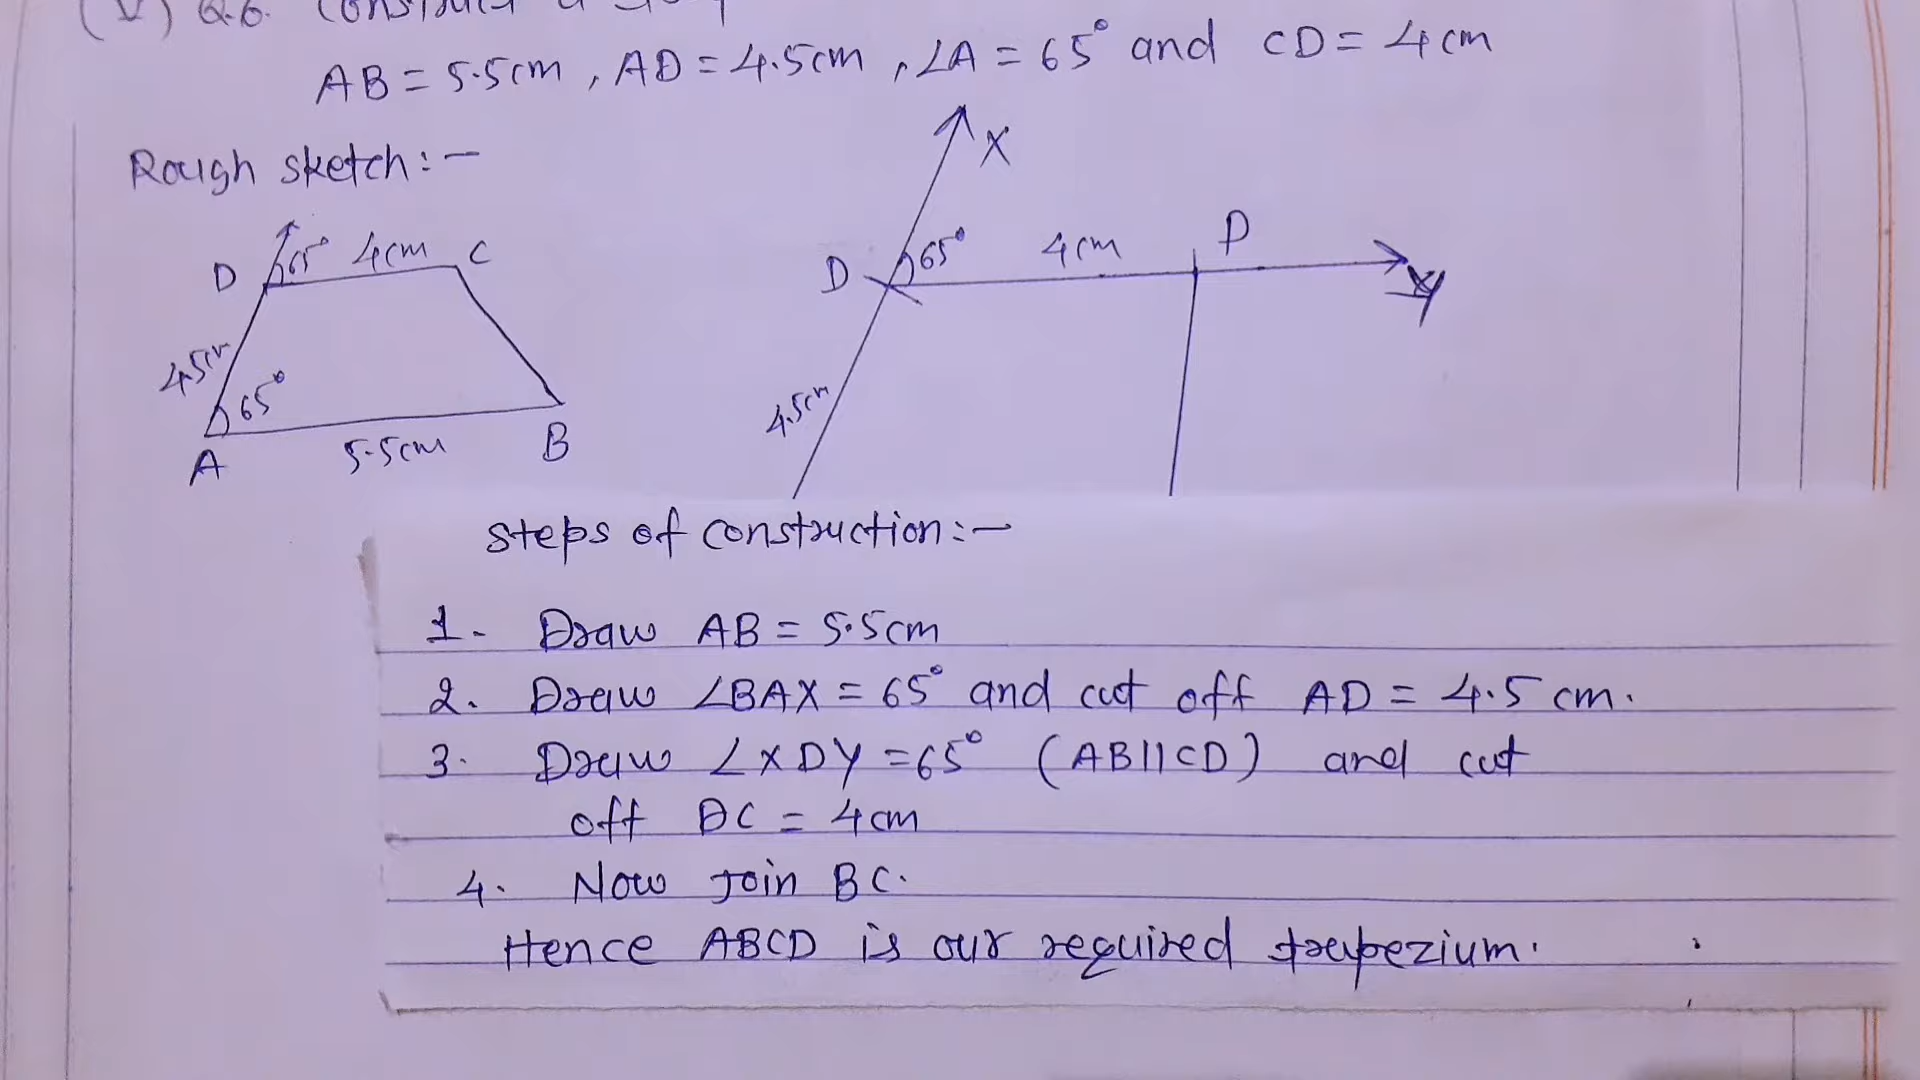 (V) Q.6. Construct a
AB = 5.5cm, AD = 4.5cm, ∠A = 65° and CD = 4cm
Rough sketch:-
X
D 65° 4cm C
D 65° 4cm P
Y
4.5cm
65°
4.5cm
A 5.5cm B
steps of construction:-
1. Draw AB = 5.5cm
2. Draw ∠BAX = 65° and cut off AD = 4.5 cm.
3. Draw ∠XDY = 65° (AB||CD) and cut
off DC = 4cm
4. Now Join BC.
Hence ABCD is our required trapezium.